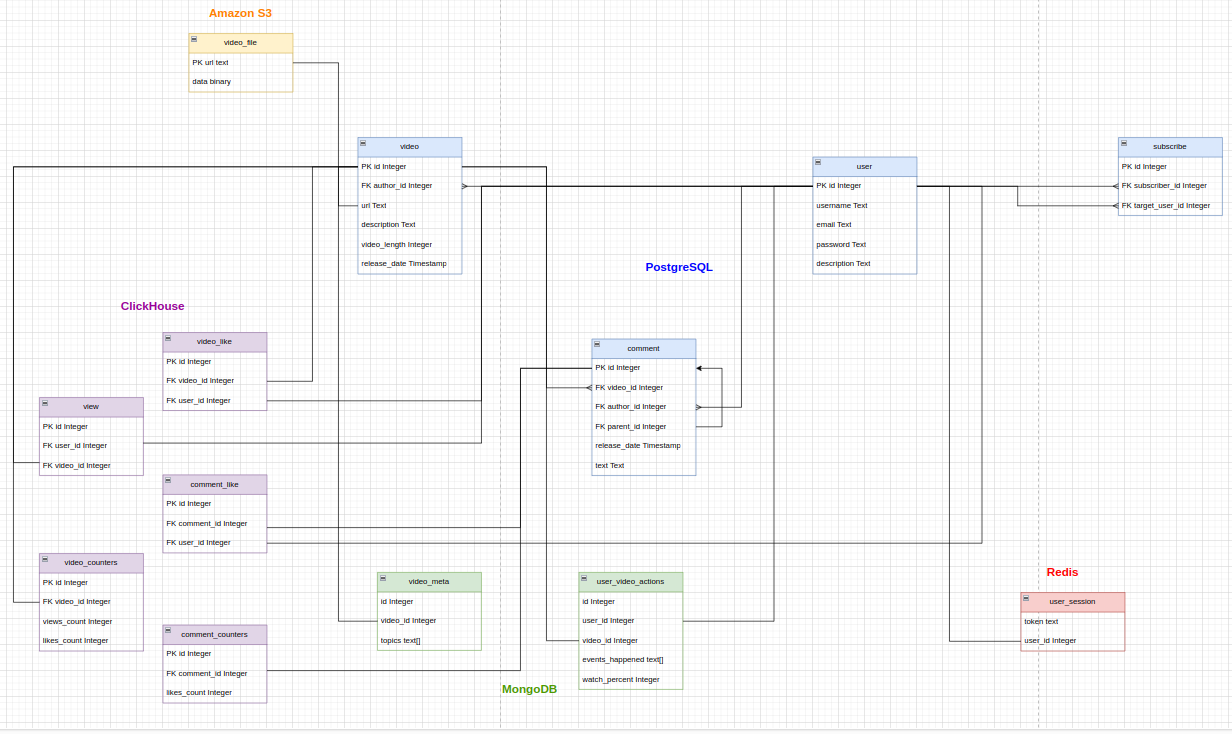 Amazon S3
video_file
PK url text
data binary
video
PK id Integer
FK author_id Integer
url Text
description Text
video_length Integer
release_date Timestamp
user
PK id Integer
username Text
email Text
password Text
description Text
subscribe
PK id Integer
FK subscriber_id Integer
FK target_user_id Integer
PostgreSQL
ClickHouse
video_like
PK id Integer
FK video_id Integer
FK user_id Integer
view
PK id Integer
FK user_id Integer
FK video_id Integer
comment
PK id Integer
FK video_id Integer
FK author_id Integer
FK parent_id Integer
release_date Timestamp
text Text
comment_like
PK id Integer
FK comment_id Integer
FK user_id Integer
video_counters
PK id Integer
FK video_id Integer
views_count Integer
likes_count Integer
comment_counters
PK id Integer
FK comment_id Integer
likes_count Integer
video_meta
id Integer
video_id Integer
topics text[]
user_video_actions
id Integer
user_id Integer
video_id Integer
events_happened text[]
watch_percent Integer
MongoDB
Redis
user_session
token text
user_id Integer